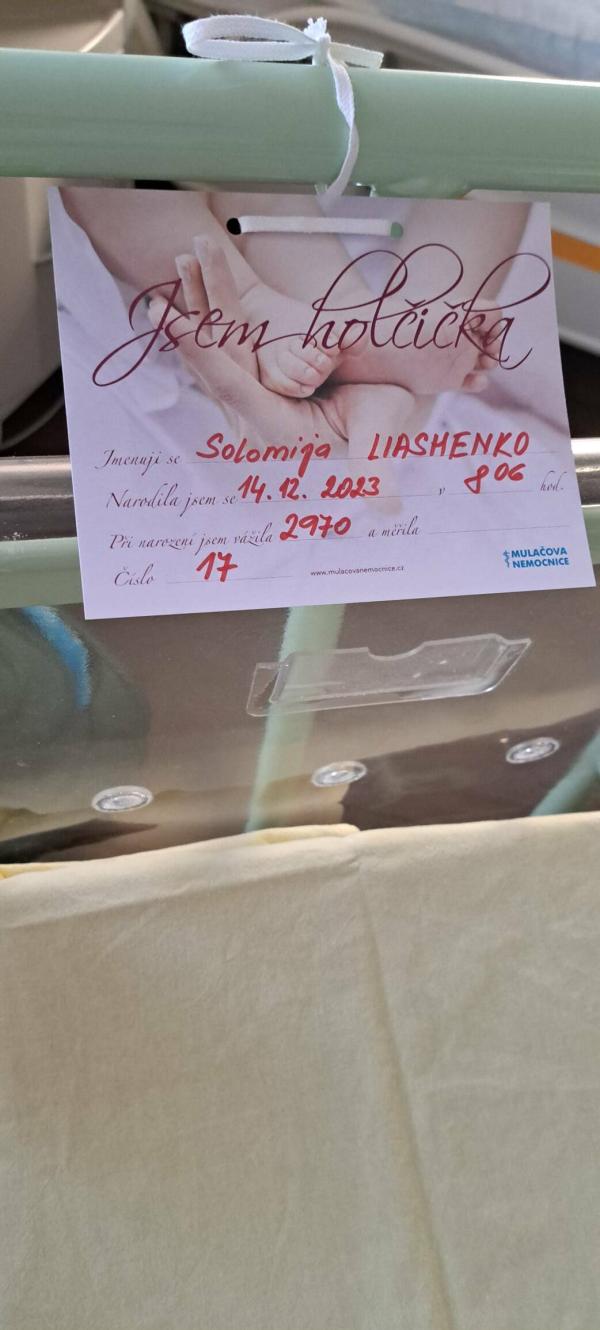 Jsem holčička
Jmenuji se Solomija LIASHENKO
Narodila jsem se 14.12.2023 v 8 06 hod.
Při narození jsem vážila 2970 a měřila
Číslo 17 www.mulacovanemocnice.cz
MULAČOVA
NEMOCNICE